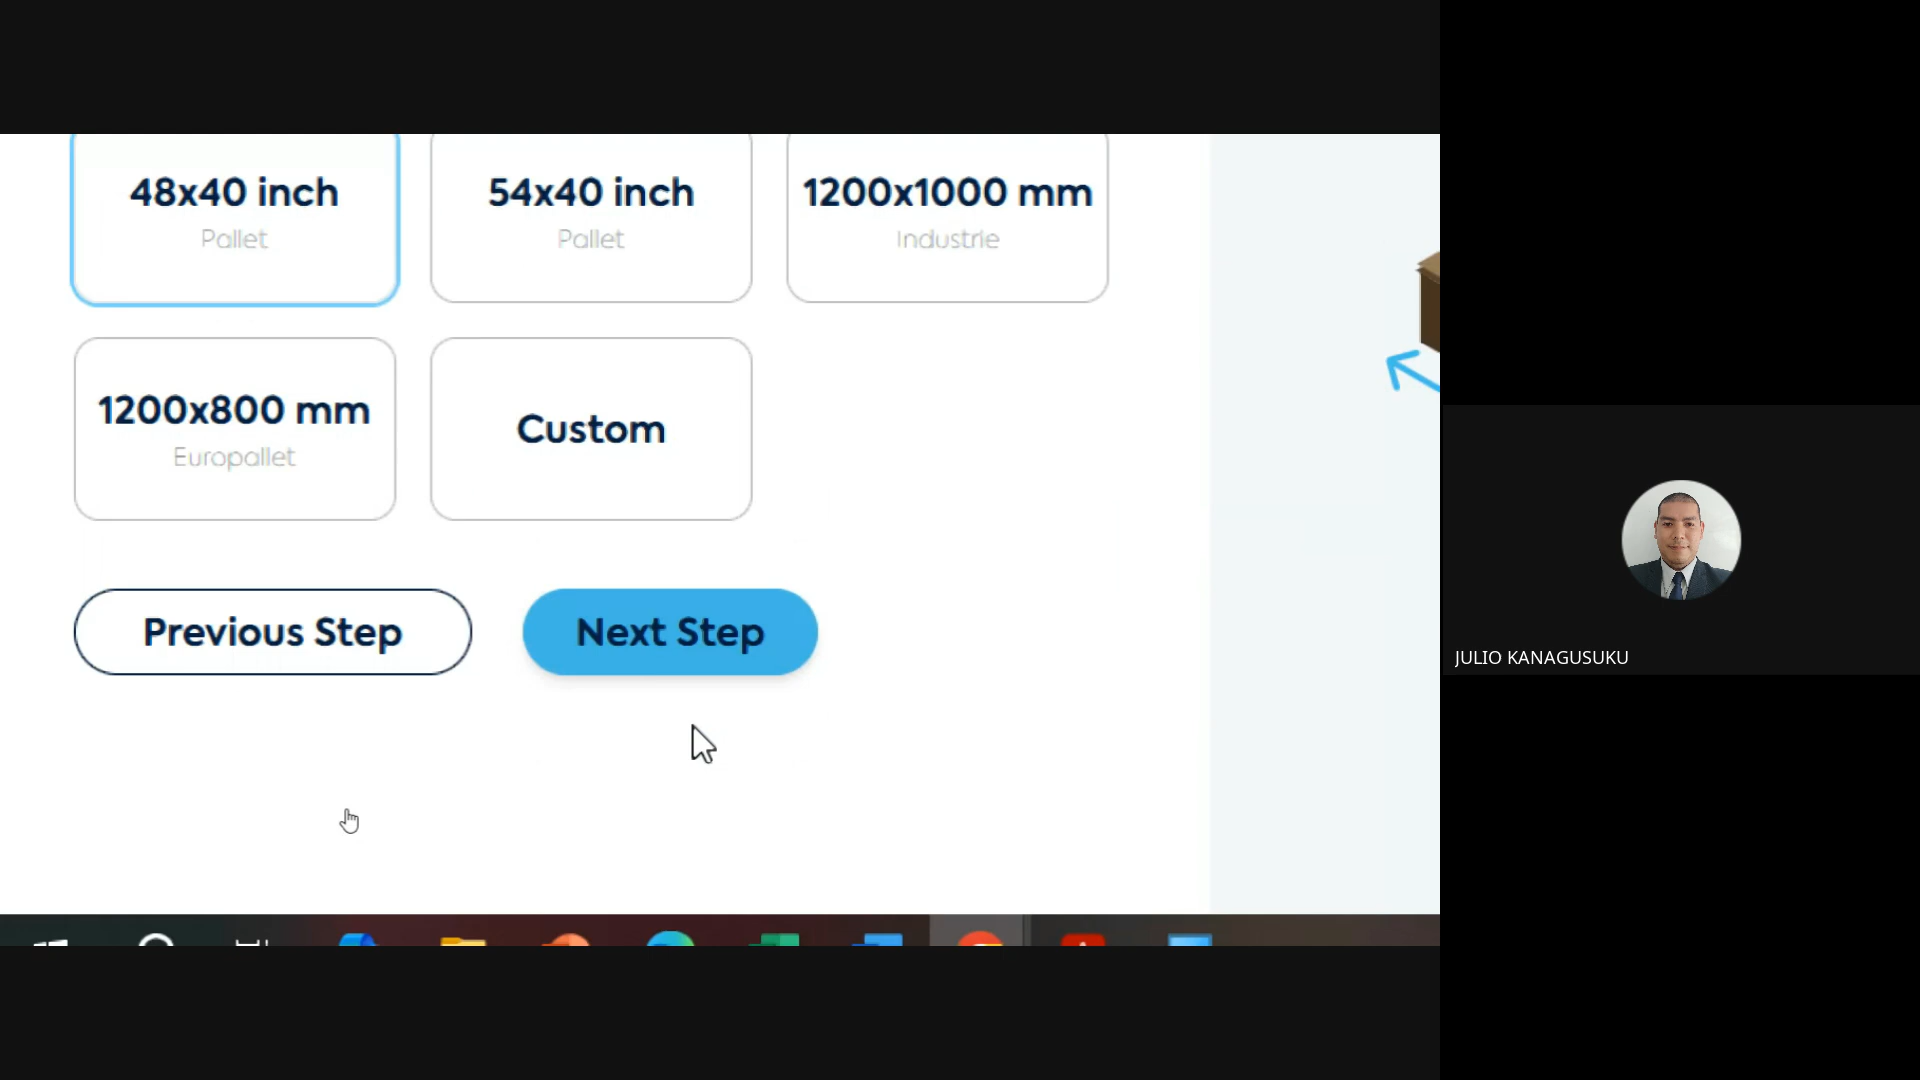 48x40 inch
Pallet
54x40 inch
Pallet
1200x1000 mm
Industrie
1200x800 mm
Europallet
Custom
Previous Step
Next Step
JULIO KANAGUSUKU